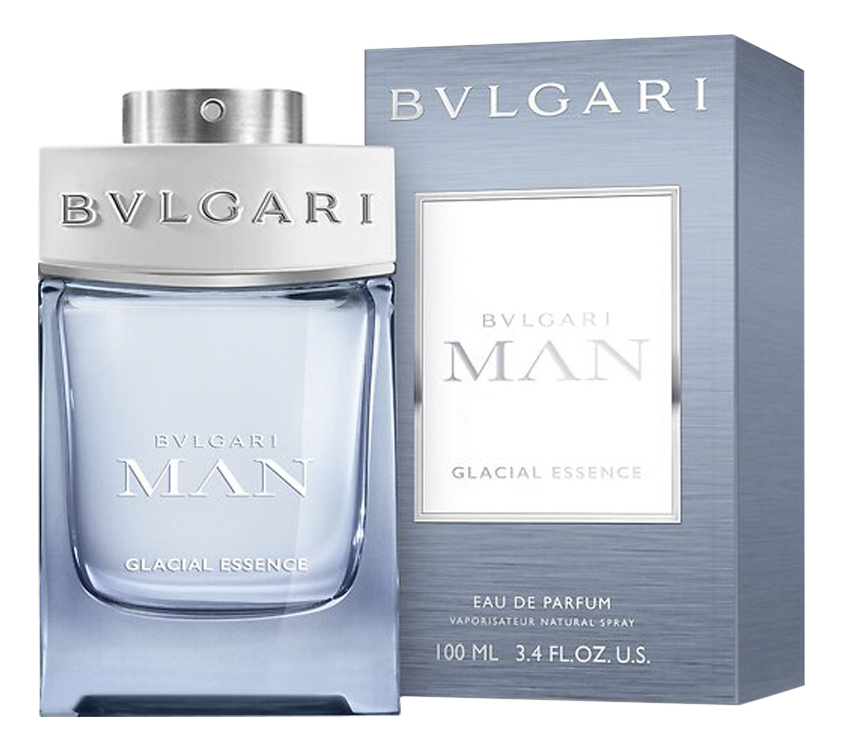 BVLGARI
BVLGARI
MAN
GLACIAL ESSENCE
BVLGARI
BVLGARI
MAN
GLACIAL ESSENCE
EAU DE PARFUM
VAPORISATEUR NATURAL SPRAY
100 ML 3.4 FL.OZ. U.S.